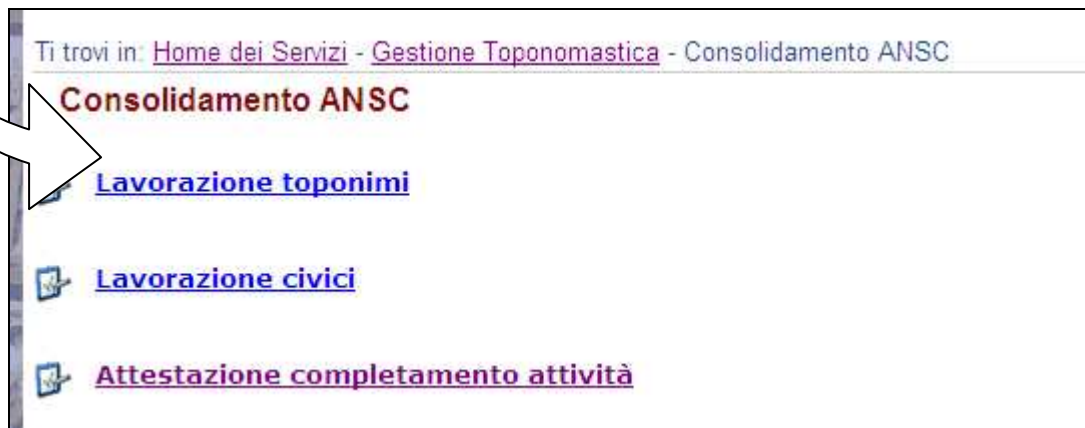 Ti trovi in: Home dei Servizi - Gestione Toponomastica - Consolidamento ANSC
Consolidamento ANSC
Lavorazione toponimi
Lavorazione civici
Attestazione completamento attività